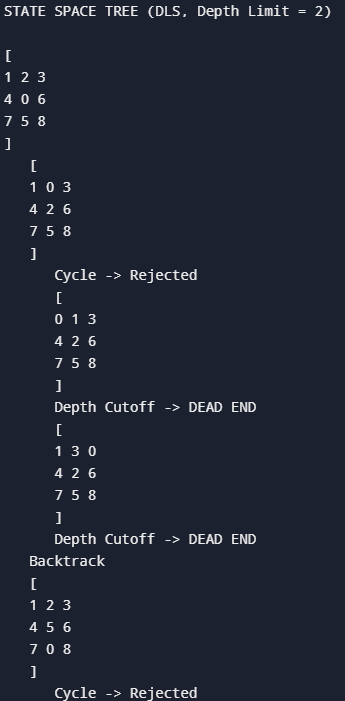 STATE SPACE TREE (DLS, Depth Limit = 2)
[
1 2 3
4 0 6
7 5 8
]
[
1 0 3
4 2 6
7 5 8
]
Cycle -> Rejected
[
0 1 3
4 2 6
7 5 8
]
Depth Cutoff -> DEAD END
[
1 3 0
4 2 6
7 5 8
]
Depth Cutoff -> DEAD END
Backtrack
[
1 2 3
4 5 6
7 0 8
]
Cycle -> Rejected